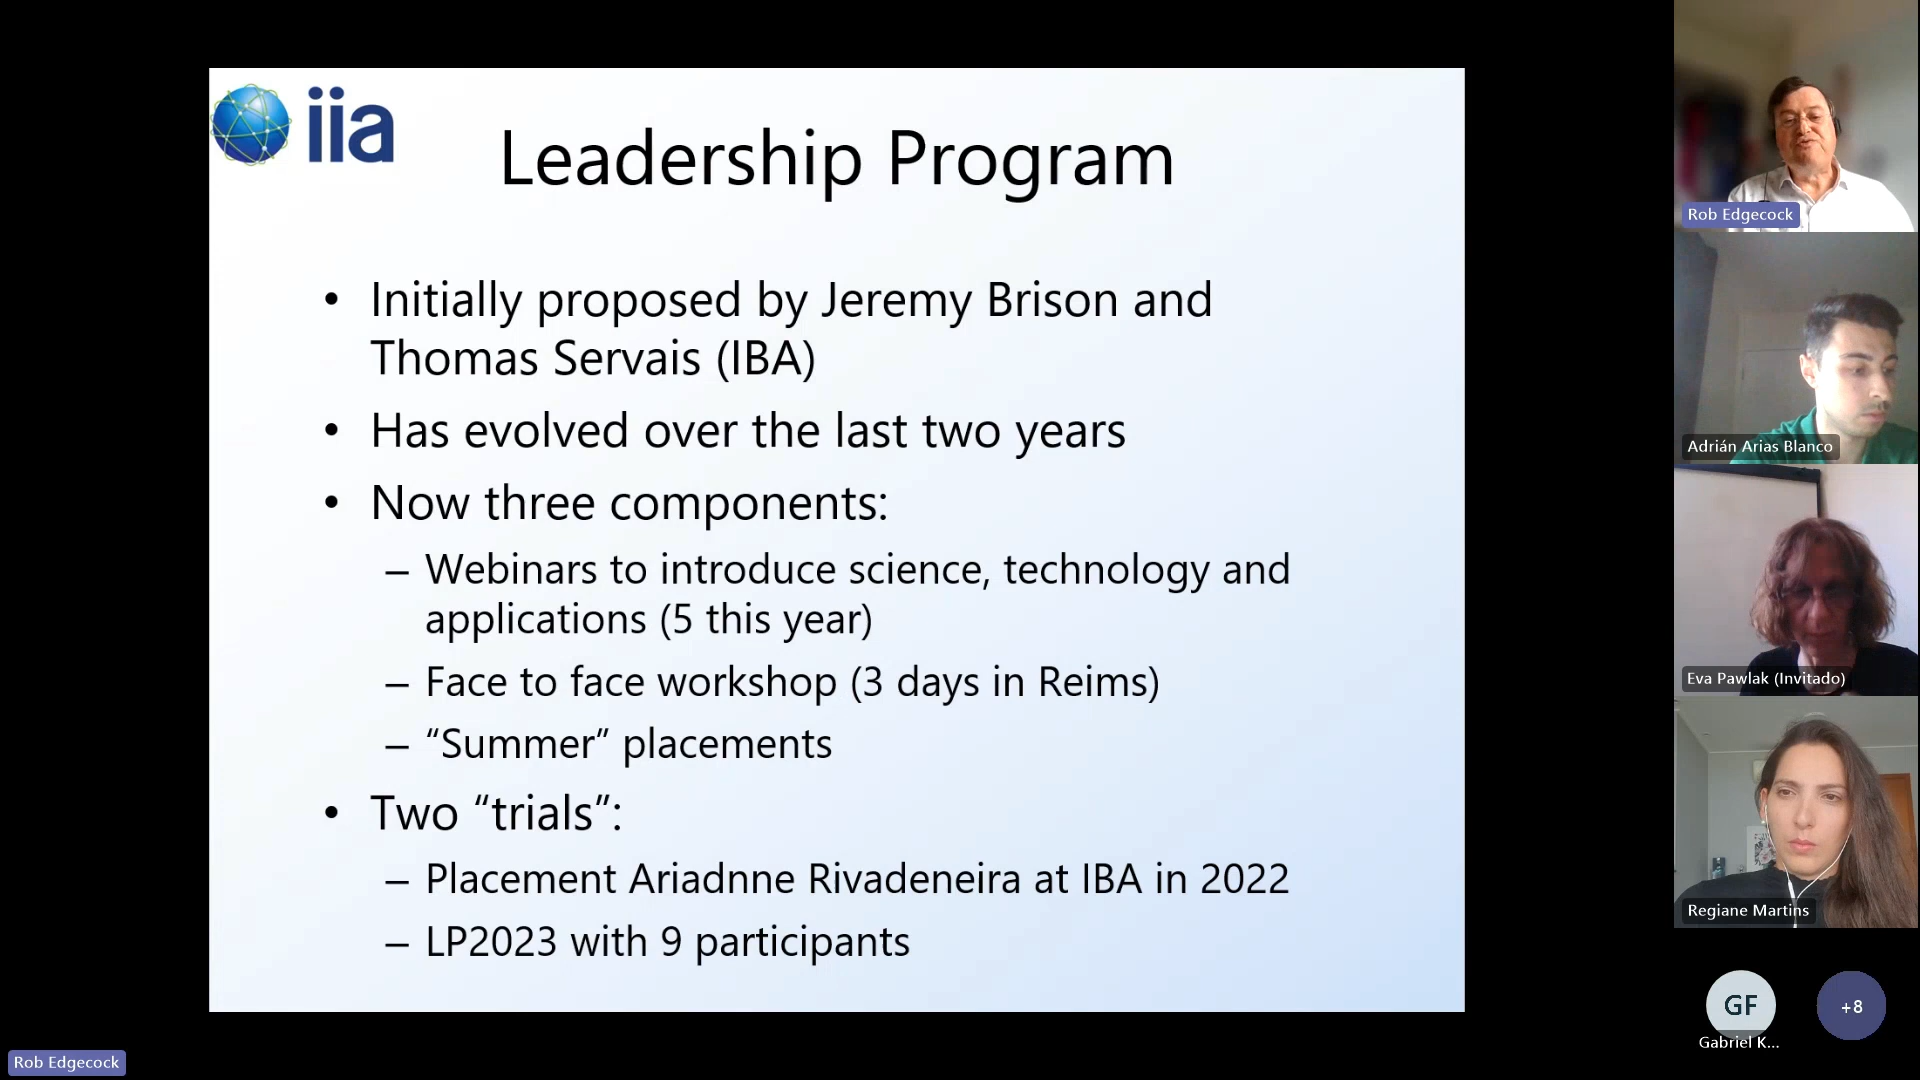 iia
Leadership Program
• Initially proposed by Jeremy Brison and
Thomas Servais (IBA)
• Has evolved over the last two years
• Now three components:
– Webinars to introduce science, technology and
applications (5 this year)
– Face to face workshop (3 days in Reims)
– “Summer” placements
• Two “trials”:
– Placement Ariadnne Rivadeneira at IBA in 2022
– LP2023 with 9 participants
Rob Edgecock
Adrián Arias Blanco
Eva Pawlak (Invitado)
Regiane Martins
GF
Gabriel K...
+8
Rob Edgecock